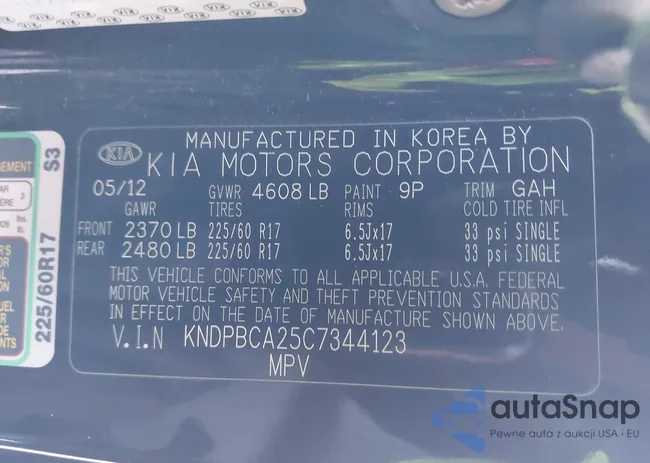 MANUFACTURED IN KOREA BY
KIA KIA MOTORS CORPORATION
05/12 GVWR 4608 LB PAINT 9P TRIM GAH
GAWR TIRES RIMS COLD TIRE INFL
FRONT 2370 LB 225/60 R17 6.5Jx17 33 psi SINGLE
REAR 2480 LB 225/60 R17 6.5Jx17 33 psi SINGLE
THIS VEHICLE CONFORMS TO ALL APPLICABLE U.S.A. FEDERAL
MOTOR VEHICLE SAFETY AND THEFT PREVENTION STANDARDS
IN EFFECT ON THE DATE OF MANUFACTURE SHOWN ABOVE.
V.I.N KNDPBCA25C7344123
MPV
225/60R17 S3
autaSnap
Pewne auta z aukcji USA i EU